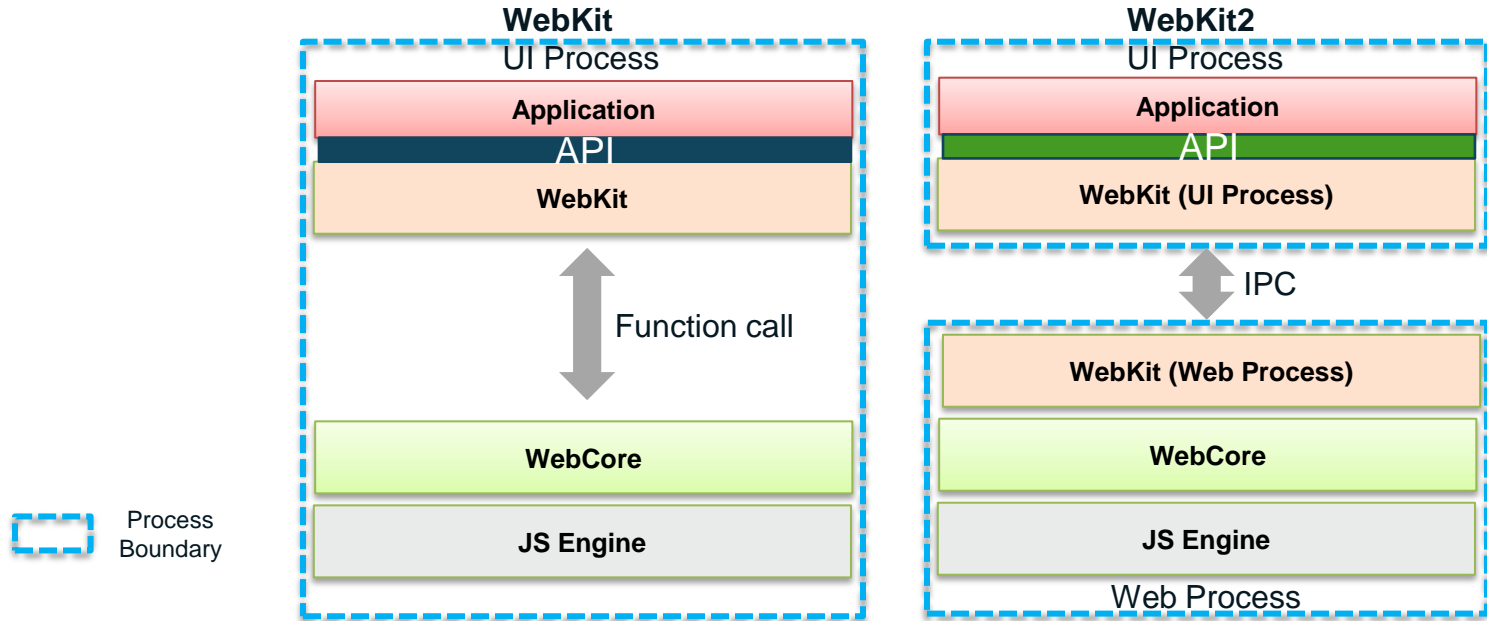 WebKit
UI Process
Application
API
WebKit
Function call
WebCore
JS Engine
Process
Boundary
WebKit2
UI Process
Application
API
WebKit (UI Process)
IPC
WebKit (Web Process)
WebCore
JS Engine
Web Process